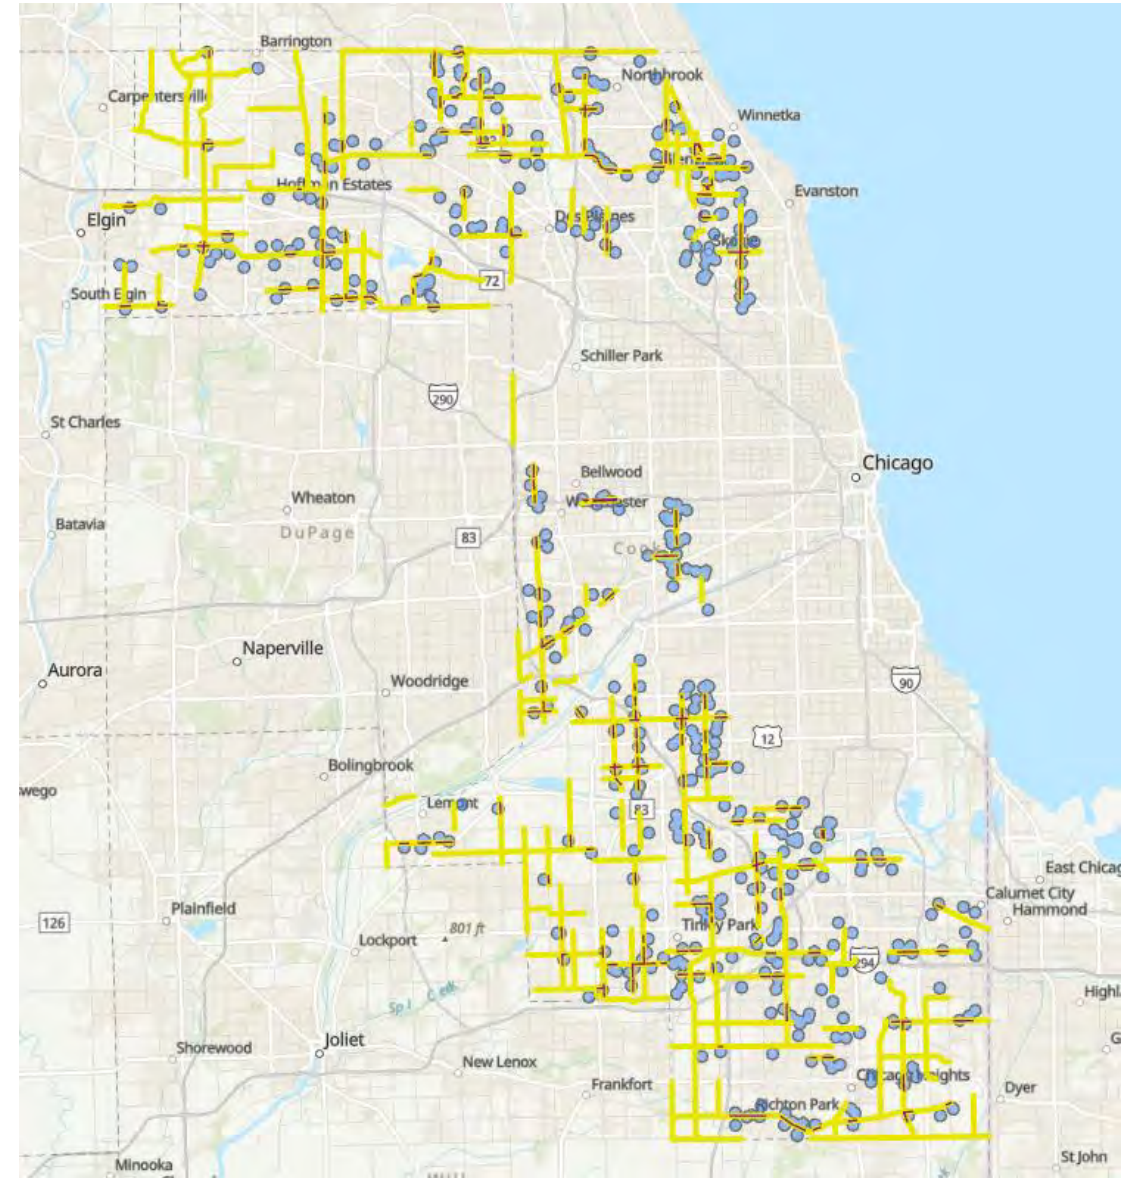 Barrington
Northbrook
Carpentersville
Winnetka
Hoffman Estates
Evanston
Elgin
Des Plaines
Skokie
72
South Elgin
Schiller Park
290
St Charles
Bellwood
Chicago
Wheaton
Westchester
Batavia
DuPage
83
Cook
Naperville
Aurora
Woodridge
90
12
Bolingbrook
wego
Lemont
83
East Chicag
Calumet City
Plainfield
Hammond
126
801 ft
Tinley Park
Lockport
294
Highl
Joliet
G
Shorewood
New Lenox
Chicago Heights
Frankfort
Dyer
Richton Park
St John
Minooka